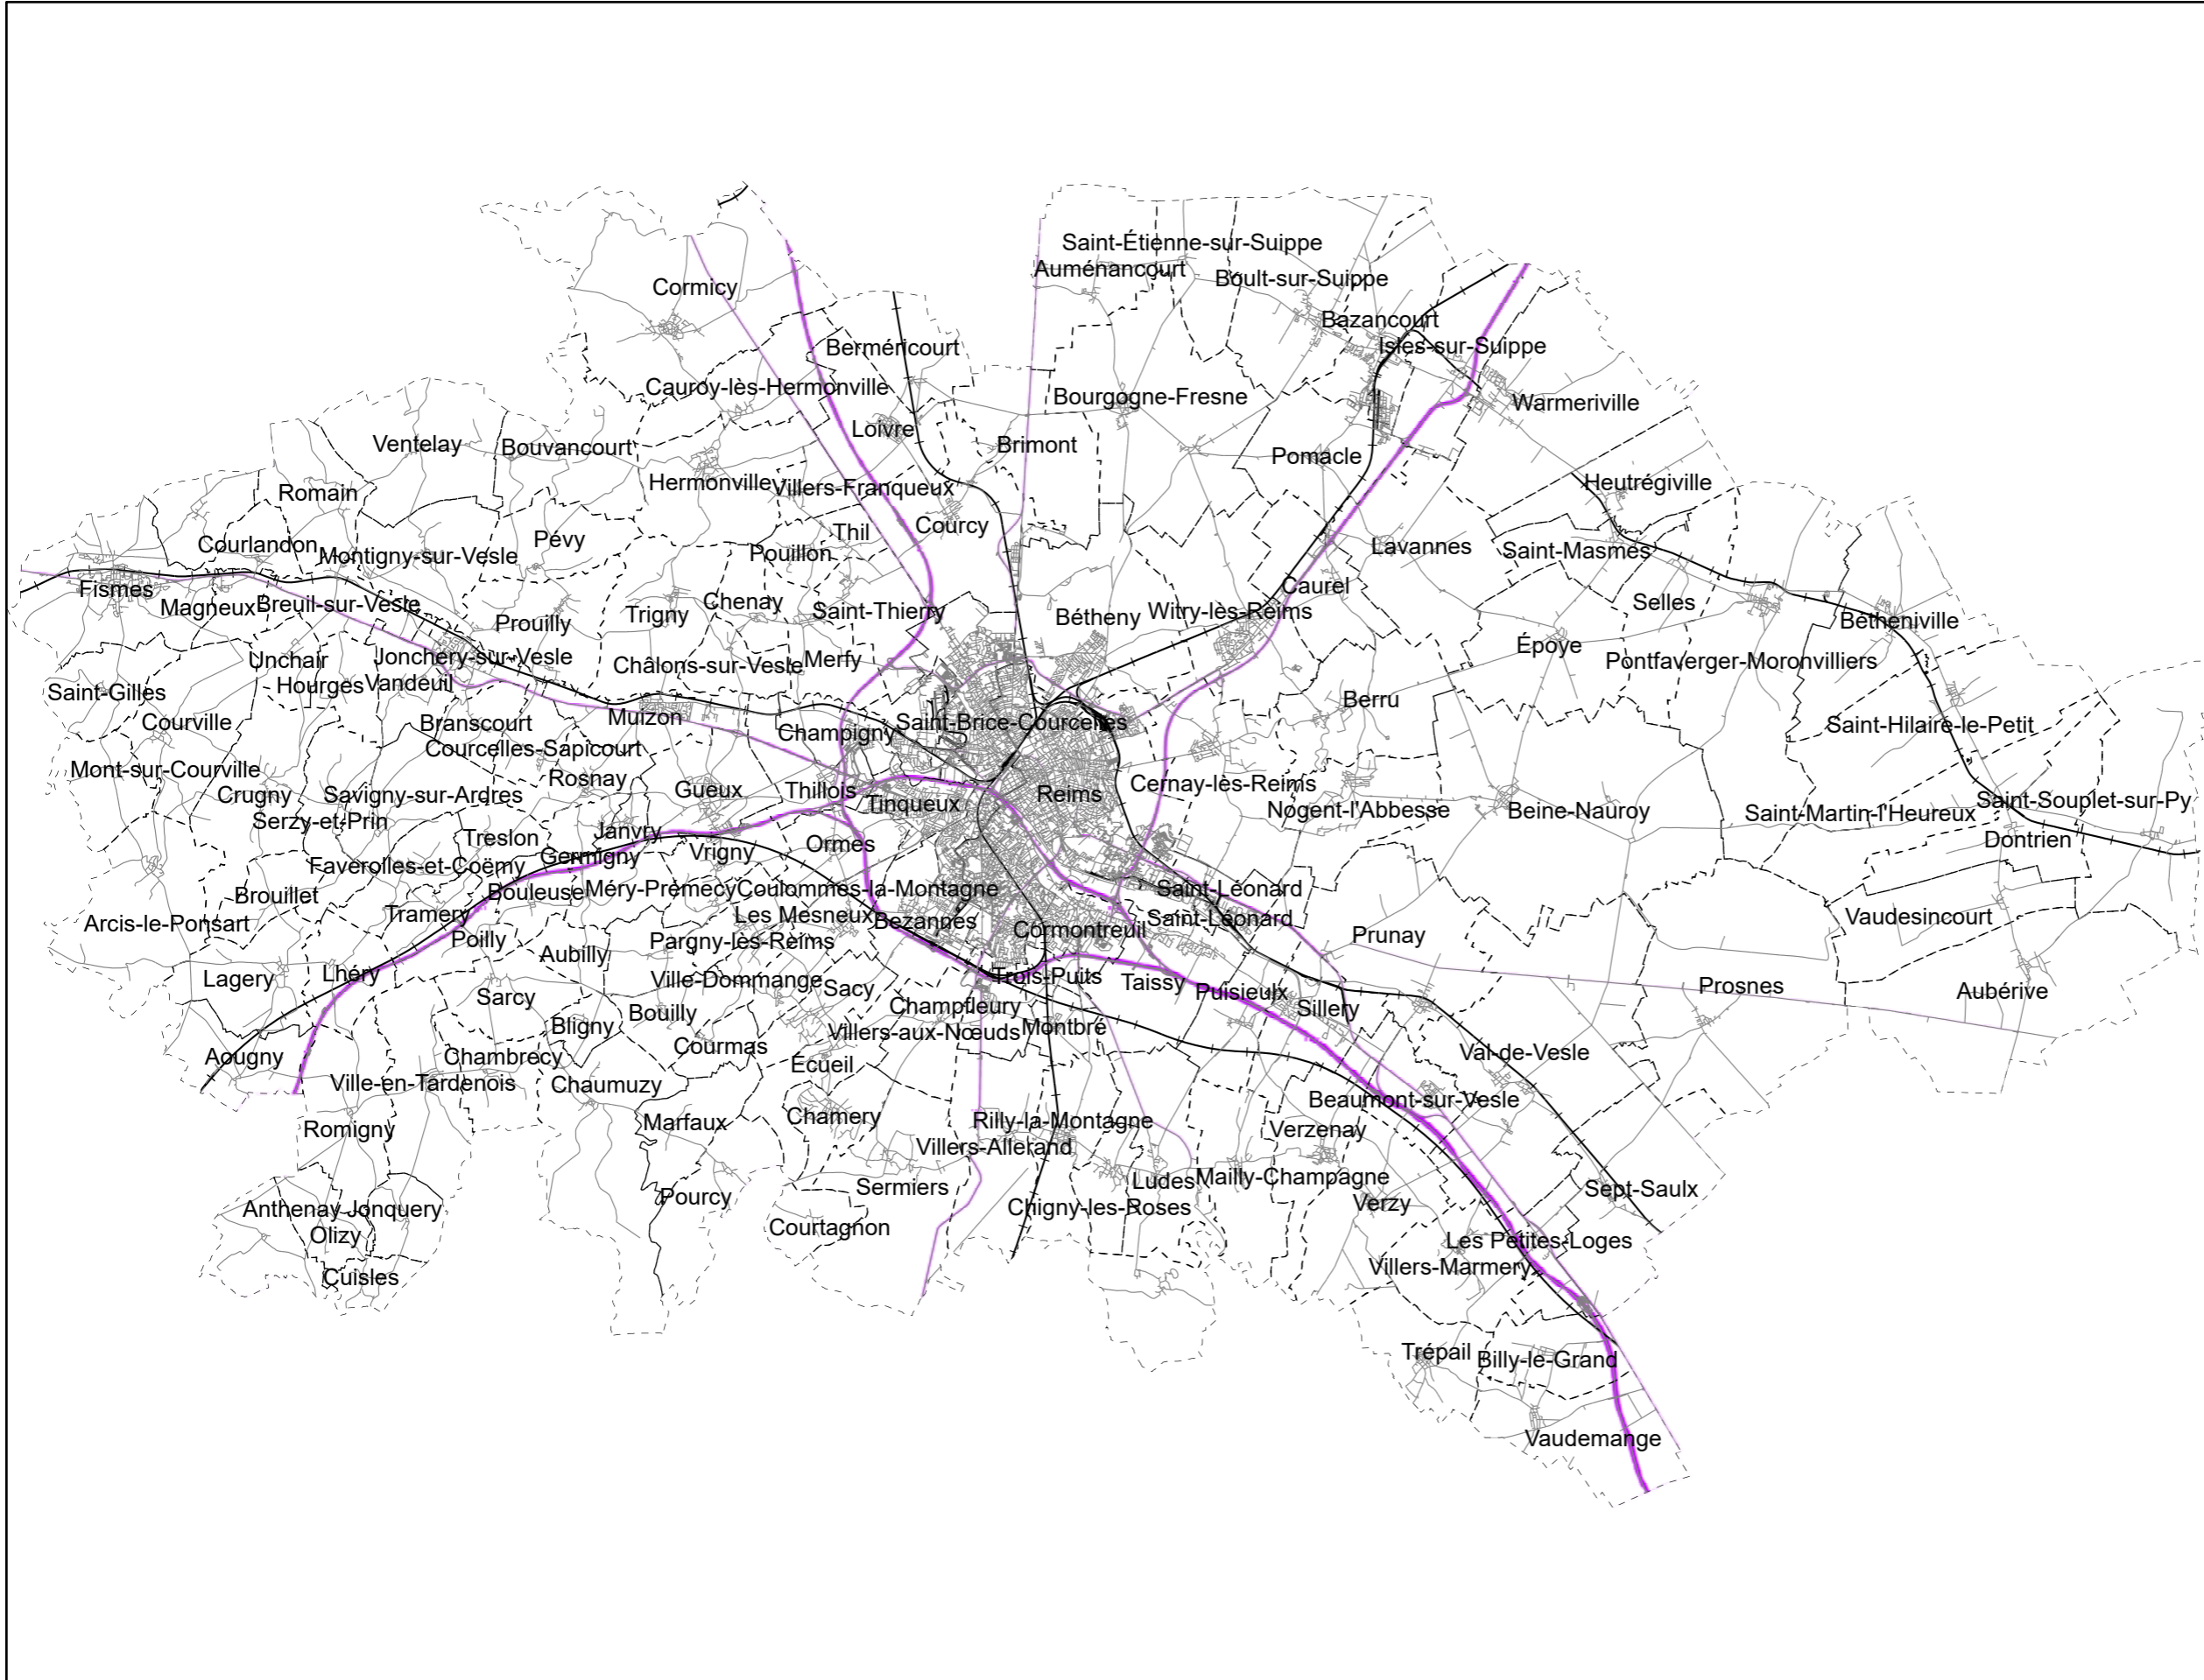 Saint-Étienne-sur-Suippe
Auménancourt
Boult-sur-Suippe
Cormicy
Bazancourt
Isles-sur-Suippe
Berméricourt
Cauroy-lès-Hermonville
Bourgogne-Fresne
Warmeriville
Loivre
Brimont
Ventelay
Bouvancourt
Pomacle
Hermonville
Villers-Franqueux
Heutrégiville
Romain
Courcy
Thil
Pévy
Courlandon
Montigny-sur-Vesle
Pouillon
Lavannes
Saint-Masmes
Fismes
Caurel
Magneux
Breuil-sur-Vesle
Chenay
Selles
Trigny
Saint-Thierry
Bétheny
Witry-lès-Reims
Prouilly
Bétheniville
Époye
Unchair
Jonchery-sur-Vesle
Châlons-sur-Vesle
Merfy
Pontfaverger-Moronvilliers
Saint-Gilles
Hourges
Vandeuil
Berru
Courville
Branscourt
Muizon
Saint-Brice-Courcelles
Champigny
Saint-Hilaire-le-Petit
Courcelles-Sapicourt
Mont-sur-Courville
Rosnay
Crugny
Savigny-sur-Ardres
Gueux
Thillois
Cernay-lès-Reims
Reims
Tinqueux
Saint-Souplet-sur-Py
Serzy-et-Prin
Nogent-l'Abbesse
Beine-Nauroy
Saint-Martin-l'Heureux
Janvry
Treslon
Dontrien
Ormes
Vrigny
Germigny
Faverolles-et-Coëmy
Brouillet
Bouleuse
Méry-Prémecy
Coulommes-la-Montagne
Saint-Léonard
Arcis-le-Ponsart
Tramery
Les Mesneux
Bezannes
Saint-Léonard
Vaudesincourt
Cormontreuil
Prunay
Poilly
Pargny-lès-Reims
Aubilly
Lagery
Lhéry
Ville-Dommange
Sacy
Trois-Puits
Taissy
Puisieulx
Prosnes
Aubérive
Sarcy
Champfleury
Sillery
Bouilly
Bligny
Villers-aux-Nœuds
Montbré
Courmas
Val-de-Vesle
Aougny
Chambrecy
Écueil
Ville-en-Tardenois
Chaumuzy
Beaumont-sur-Vesle
Chamery
Marfaux
Rilly-la-Montagne
Romigny
Verzenay
Villers-Allerand
Ludes
Mailly-Champagne
Sermiers
Sept-Saulx
Pourcy
Verzy
Anthenay
Jonquery
Chigny-les-Roses
Courtagnon
Olizy
Les Petites-Loges
Villers-Marmery
Cuisles
Trépail
Billy-le-Grand
Vaudemange